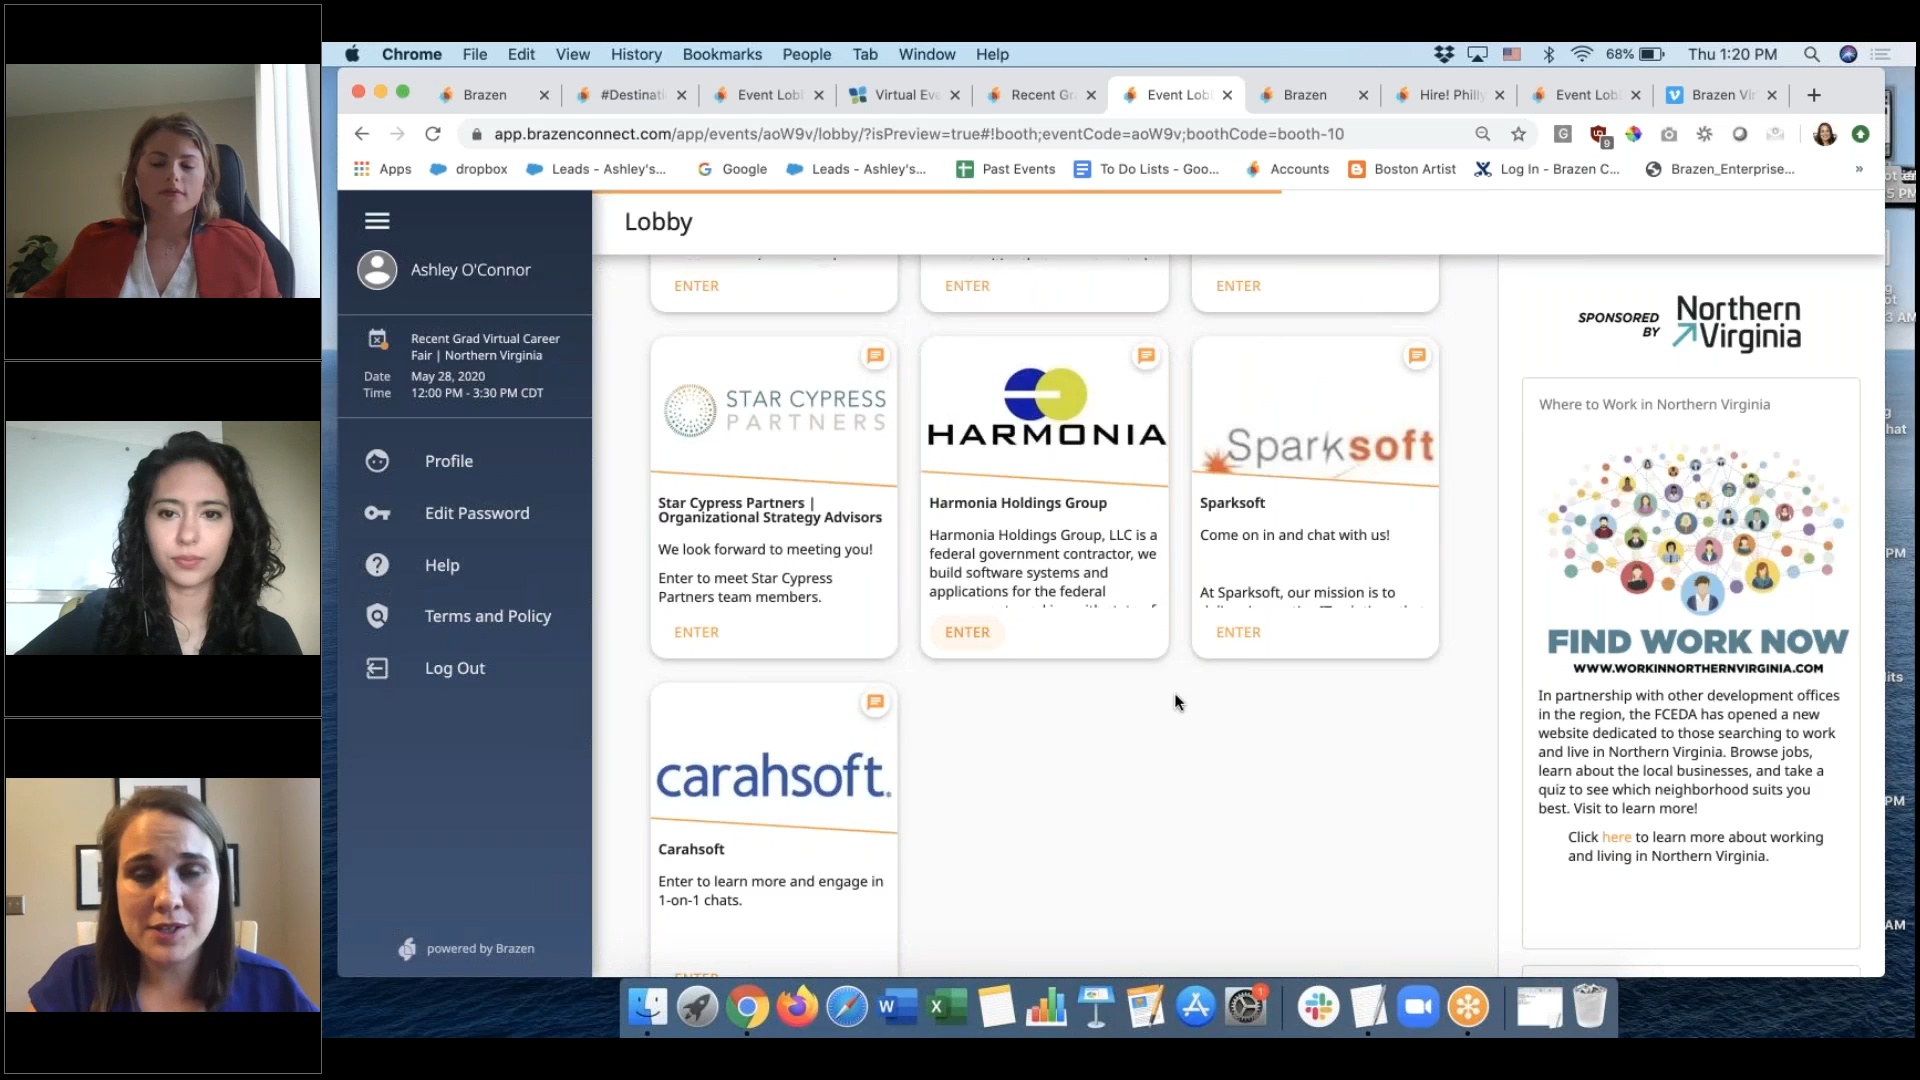 Chrome File Edit View History Bookmarks People Tab Window Help
68% Thu 1:20 PM
Brazen
#Destinati
Event Lobl
Virtual Eve
Recent Gr
Event Lob
Brazen
Hire! Philly
Event Lob
Brazen Vir
app.brazenconnect.com/app/events/aoW9v/lobby/?isPreview=true#!booth;eventCode=aoW9v;boothCode=booth-10
9
Apps
dropbox
Leads - Ashley's...
Google
Leads - Ashley's...
Past Events
To Do Lists - Goo...
Accounts
Boston Artist
Log In - Brazen C...
Brazen_Enterprise...
»
Ashley O'Connor
Recent Grad Virtual Career
Fair | Northern Virginia
Date May 28, 2020
Time 12:00 PM - 3:30 PM CDT
Profile
Edit Password
Help
Terms and Policy
Log Out
powered by Brazen
Lobby
ENTER
ENTER
ENTER
STAR CYPRESS
PARTNERS
Star Cypress Partners |
Organizational Strategy Advisors
We look forward to meeting you!
Enter to meet Star Cypress
Partners team members.
ENTER
HARMONIA
Harmonia Holdings Group
Harmonia Holdings Group, LLC is a
federal government contractor, we
build software systems and
applications for the federal
ENTER
Sparksoft
Sparksoft
Come on in and chat with us!
At Sparksoft, our mission is to
ENTER
carahsoft.
Carahsoft
Enter to learn more and engage in
1-on-1 chats.
ENTER
SPONSORED
BY
Northern
Virginia
Where to Work in Northern Virginia
FIND WORK NOW
WWW.WORKINNORTHERNVIRGINIA.COM
In partnership with other development offices
in the region, the FCEDA has opened a new
website dedicated to those searching to work
and live in Northern Virginia. Browse jobs,
learn about the local businesses, and take a
quiz to see which neighborhood suits you
best. Visit to learn more!
Click here to learn more about working
and living in Northern Virginia.
1